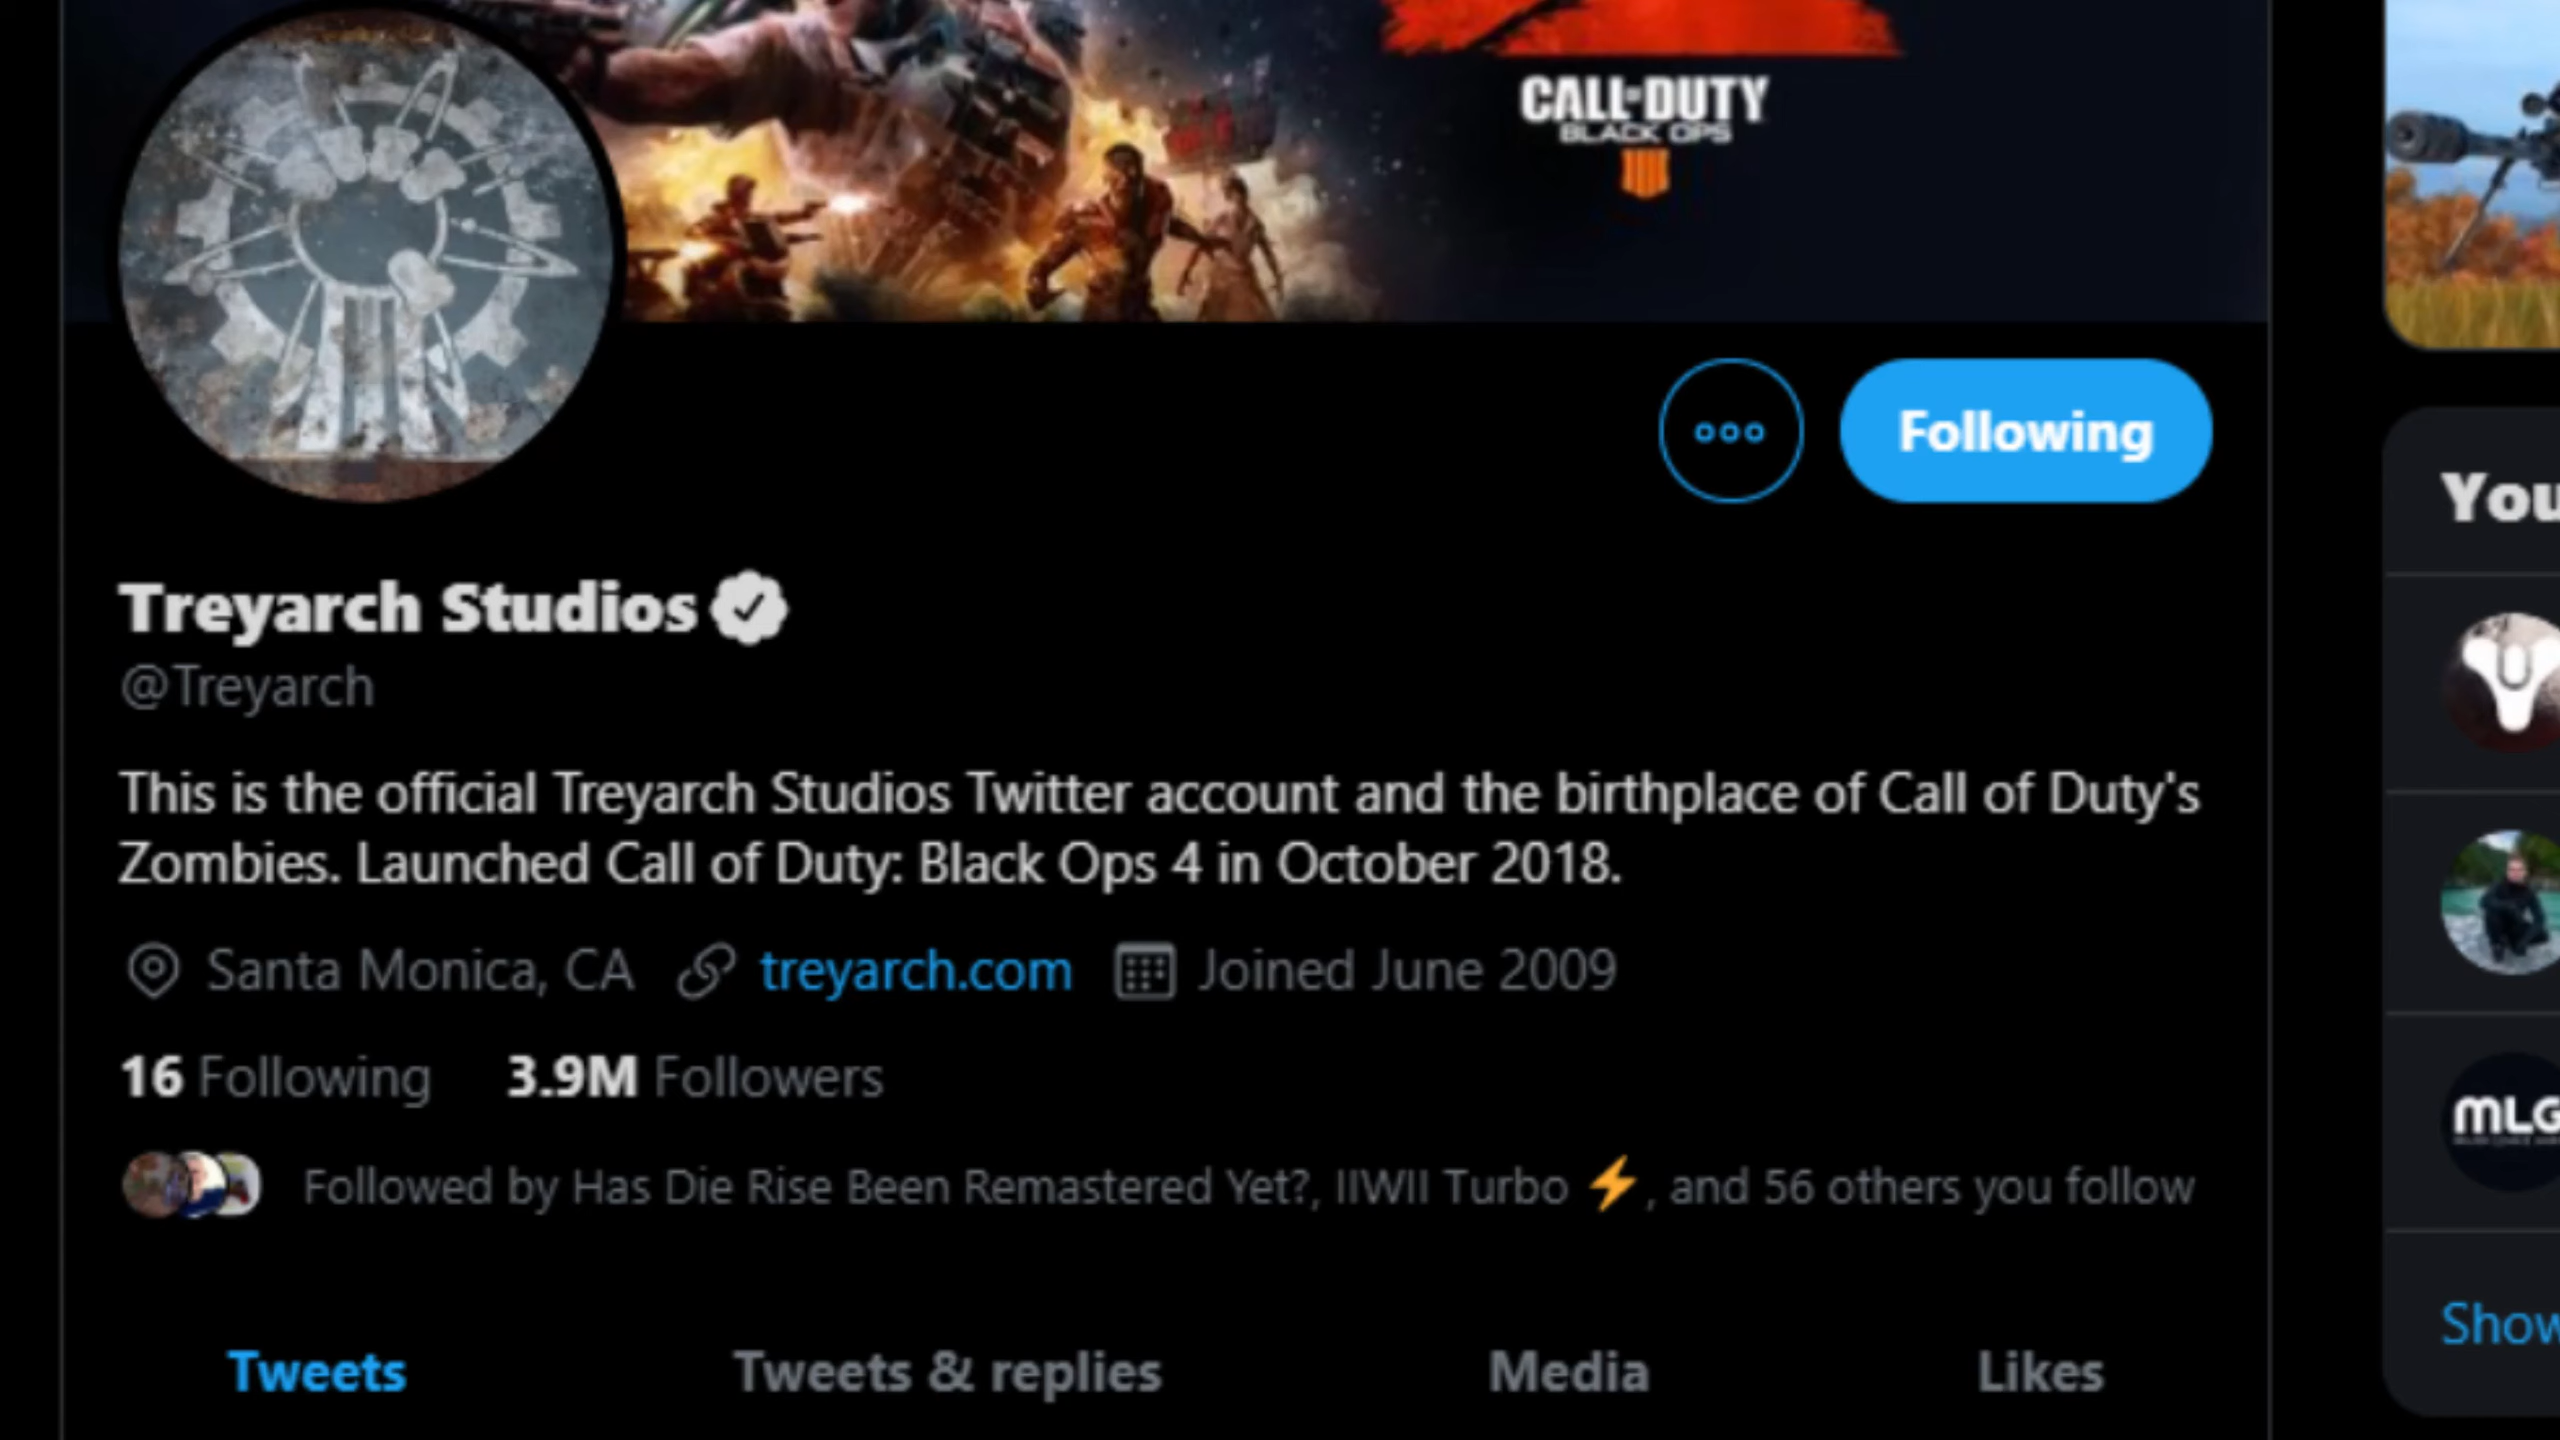 CALL OF DUTY
BLACK OPS
Following
Treyarch Studios
@Treyarch
This is the official Treyarch Studios Twitter account and the birthplace of Call of Duty's
Zombies. Launched Call of Duty: Black Ops 4 in October 2018.
Santa Monica, CA treyarch.com Joined June 2009
16 Following 3.9M Followers
Followed by Has Die Rise Been Remastered Yet?, IIWII Turbo ⚡, and 56 others you follow
Tweets Tweets & replies Media Likes
You
MLG
Show